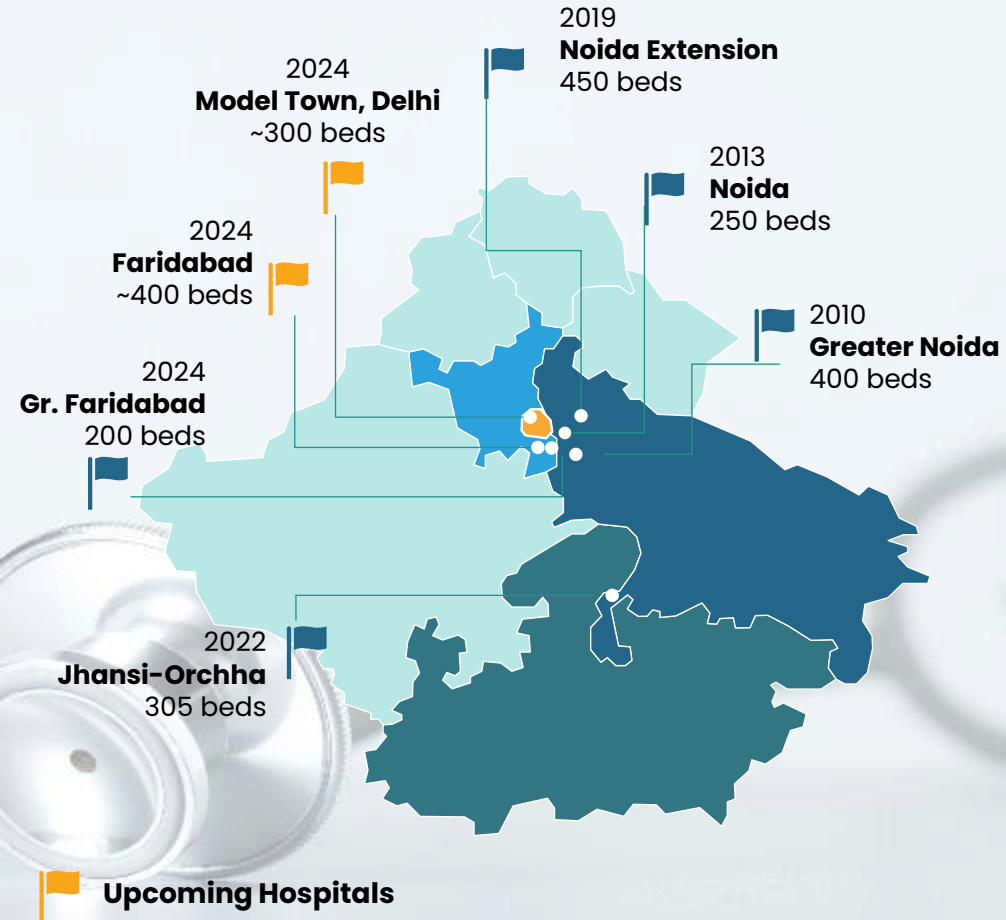 2019
Noida Extension
450 beds
2024
Model Town, Delhi
~300 beds
2013
Noida
250 beds
2024
Faridabad
~400 beds
2010
Greater Noida
400 beds
2024
Gr. Faridabad
200 beds
2022
Jhansi-Orchha
305 beds
Upcoming Hospitals